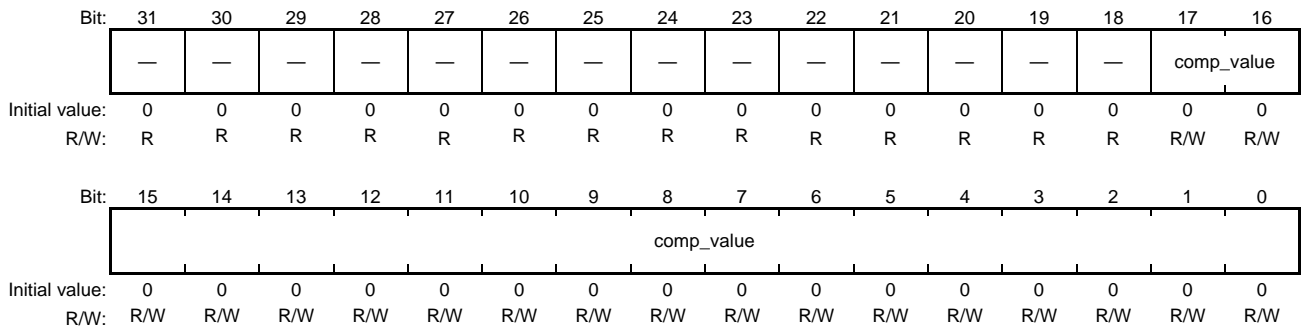 Bit: 31 30 29 28 27 26 25 24 23 22 21 20 19 18 17 16
— — — — — — — — — — — — — — comp_value
Initial value: 0 0 0 0 0 0 0 0 0 0 0 0 0 0 0 0
R/W: R R R R R R R R R R R R R R R/W R/W
Bit: 15 14 13 12 11 10 9 8 7 6 5 4 3 2 1 0
comp_value
Initial value: 0 0 0 0 0 0 0 0 0 0 0 0 0 0 0 0
R/W: R/W R/W R/W R/W R/W R/W R/W R/W R/W R/W R/W R/W R/W R/W R/W R/W